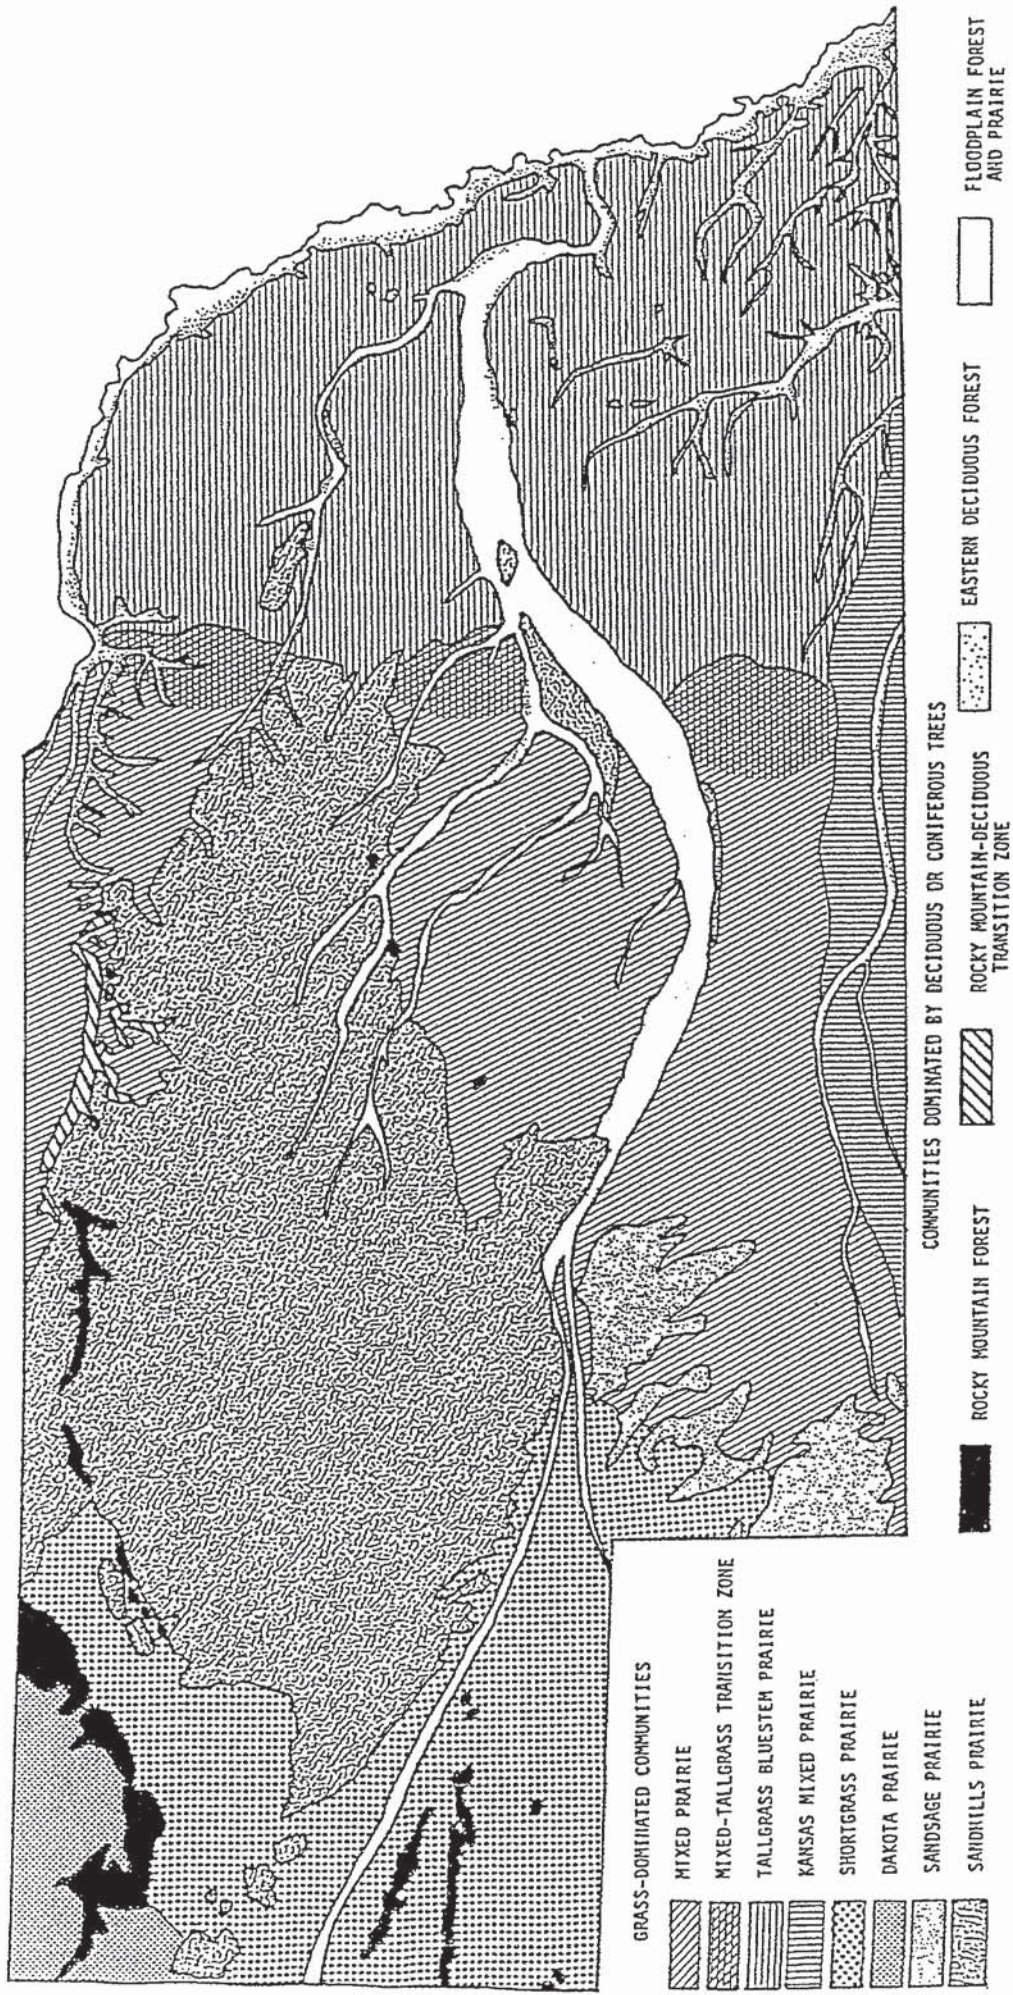 GRASS-DOMINATED COMMUNITIES
MIXED PRAIRIE
MIXED-TALLGRASS TRANSITION ZONE
TALLGRASS BLUESTEM PRAIRIE
KANSAS MIXED PRAIRIE
SHORTGRASS PRAIRIE
DAKOTA PRAIRIE
SANDSAGE PRAIRIE
SANDHILLS PRAIRIE
COMMUNITIES DOMINATED BY DECIDUOUS OR CONIFEROUS TREES
ROCKY MOUNTAIN FOREST
ROCKY MOUNTAIN-DECIDUOUS
TRANSITION ZONE
EASTERN DECIDUOUS FOREST
FLOODPLAIN FOREST
AND PRAIRIE